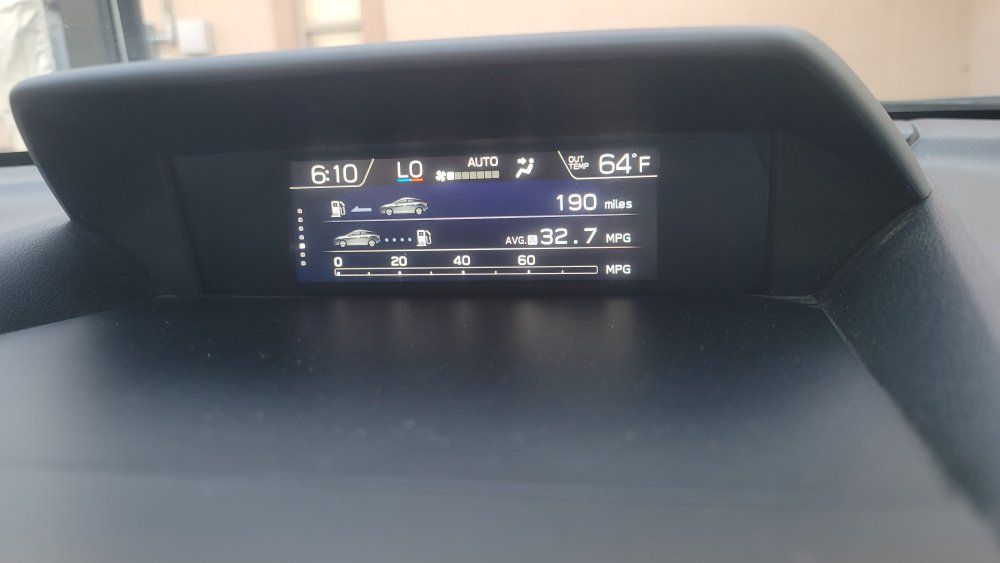 6:10 LO AUTO OUT TEMP 64°F
190 miles
AVG. A 32.7 MPG
0 20 40 60 MPG